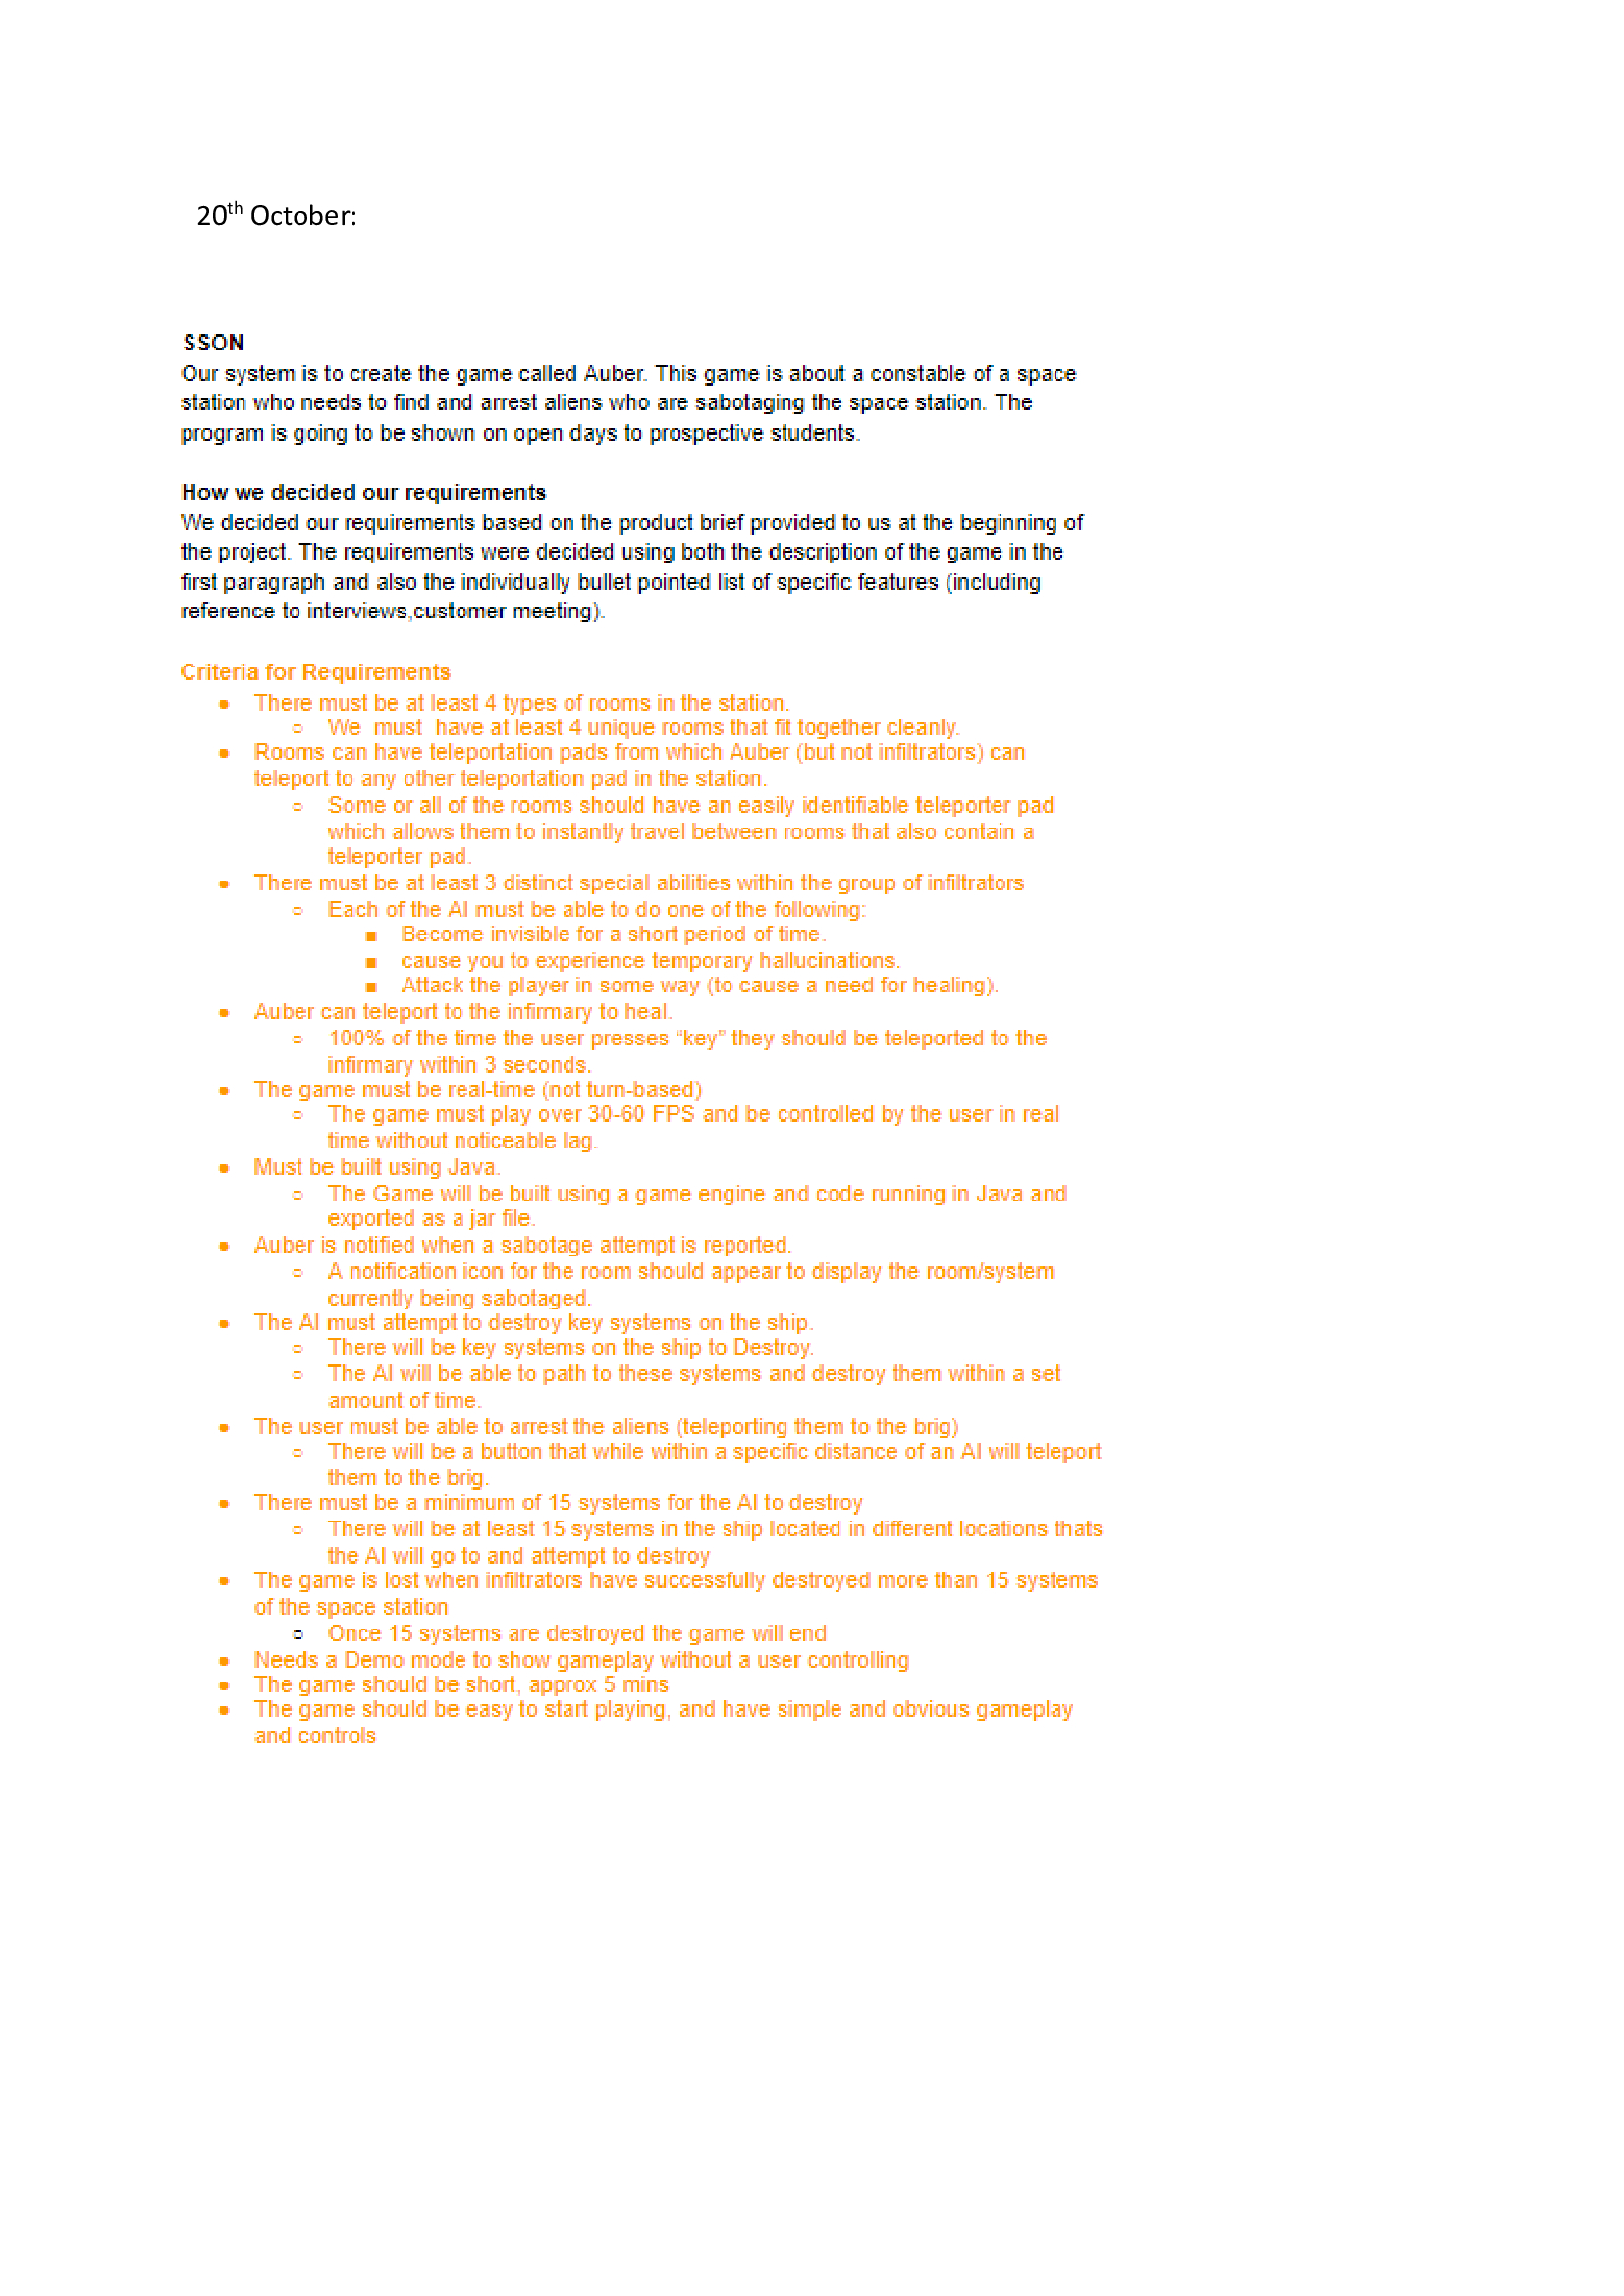 20th October:
SSON
Our system is to create the game called Auber. This game is about a constable of a space
station who needs to find and arrest aliens who are sabotaging the space station. The
program is going to be shown on open days to prospective students.
How we decided our requirements
We decided our requirements based on the product brief provided to us at the beginning of
the project. The requirements were decided using both the description of the game in the
first paragraph and also the individually bullet pointed list of specific features (including
reference to interviews,customer meeting).
Criteria for Requirements
● There must be at least 4 types of rooms in the station.
○ We must have at least 4 unique rooms that fit together cleanly.
● Rooms can have teleportation pads from which Auber (but not infiltrators) can
teleport to any other teleportation pad in the station.
○ Some or all of the rooms should have an easily identifiable teleporter pad
which allows them to instantly travel between rooms that also contain a
teleporter pad.
● There must be at least 3 distinct special abilities within the group of infiltrators
○ Each of the AI must be able to do one of the following:
■ Become invisible for a short period of time.
■ cause you to experience temporary hallucinations.
■ Attack the player in some way (to cause a need for healing).
● Auber can teleport to the infirmary to heal.
○ 100% of the time the user presses “key” they should be teleported to the
infirmary within 3 seconds.
● The game must be real-time (not turn-based)
○ The game must play over 30-60 FPS and be controlled by the user in real
time without noticeable lag.
● Must be built using Java.
○ The Game will be built using a game engine and code running in Java and
exported as a jar file.
● Auber is notified when a sabotage attempt is reported.
○ A notification icon for the room should appear to display the room/system
currently being sabotaged.
● The AI must attempt to destroy key systems on the ship.
○ There will be key systems on the ship to Destroy.
○ The AI will be able to path to these systems and destroy them within a set
amount of time.
● The user must be able to arrest the aliens (teleporting them to the brig)
○ There will be a button that while within a specific distance of an AI will teleport
them to the brig.
● There must be a minimum of 15 systems for the AI to destroy
○ There will be at least 15 systems in the ship located in different locations thats
the AI will go to and attempt to destroy
● The game is lost when infiltrators have successfully destroyed more than 15 systems
of the space station
○ Once 15 systems are destroyed the game will end
● Needs a Demo mode to show gameplay without a user controlling
● The game should be short, approx 5 mins
● The game should be easy to start playing, and have simple and obvious gameplay
and controls